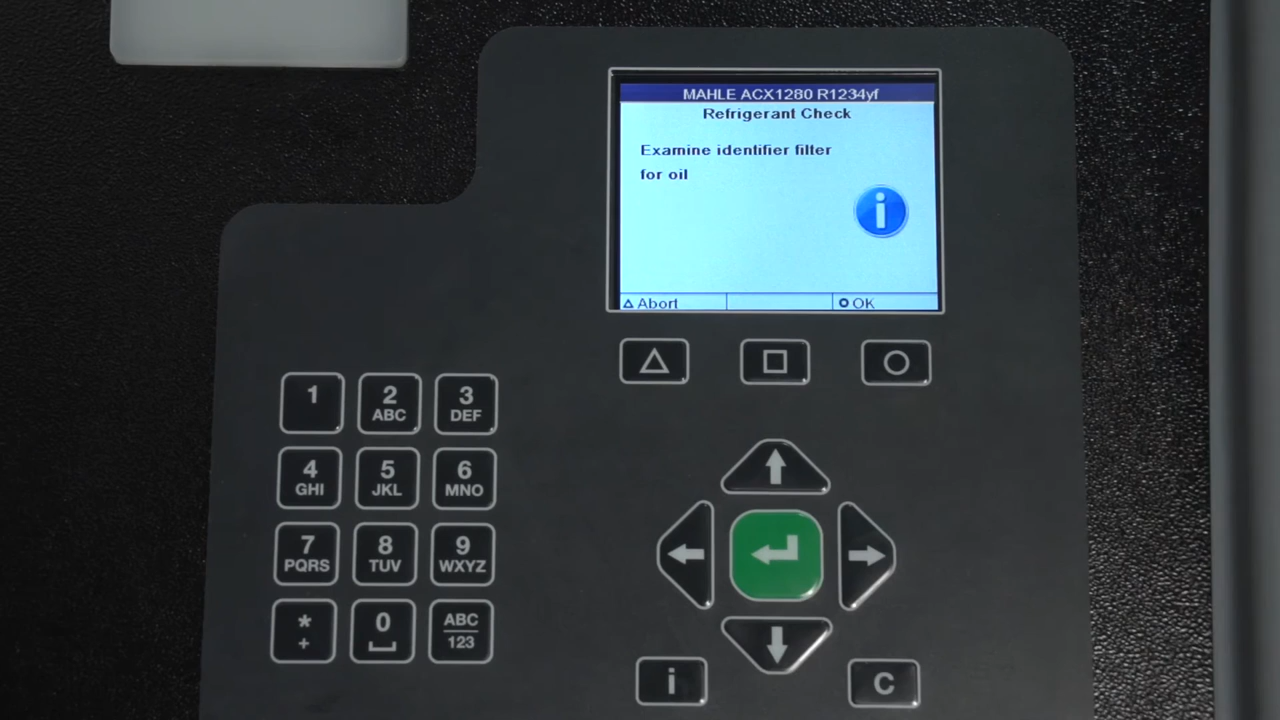 MAHLE ACX1280 R1234yf
Refrigerant Check
Examine identifier filter
for oil
i
Abort
OK
1
2
ABC
3
DEF
4
GHI
5
JKL
6
MNO
7
PQRS
8
TUV
9
WXYZ
*
+
0
ABC
123
i
C